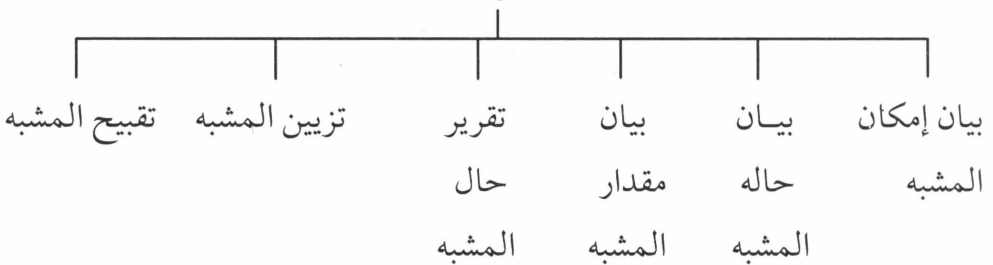 بيان إمكان المشبه
بيـان حاله المشبه
بيان مقدار المشبه
تقرير حال المشبه
تزيين المشبه
تقبيح المشبه